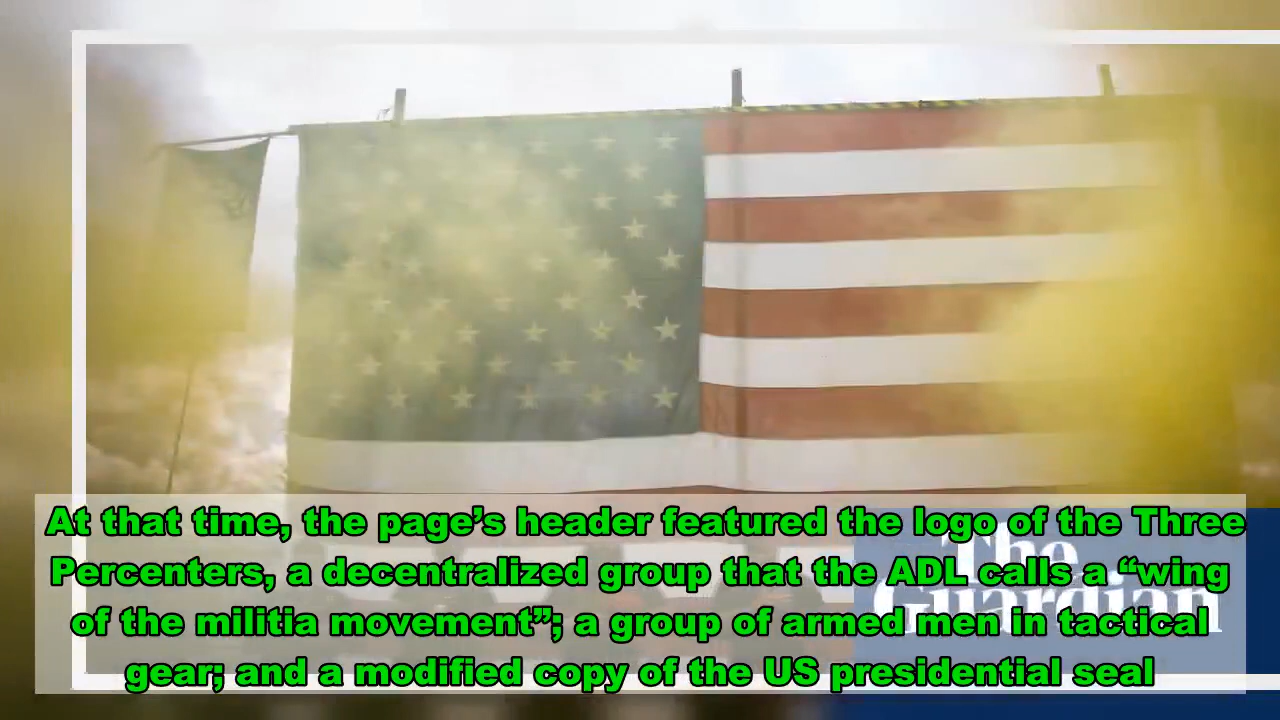 At that time, the page’s header featured the logo of the Three
Percenters, a decentralized group that the ADL calls a “wing
of the militia movement”; a group of armed men in tactical
gear; and a modified copy of the US presidential seal
The
Guardian